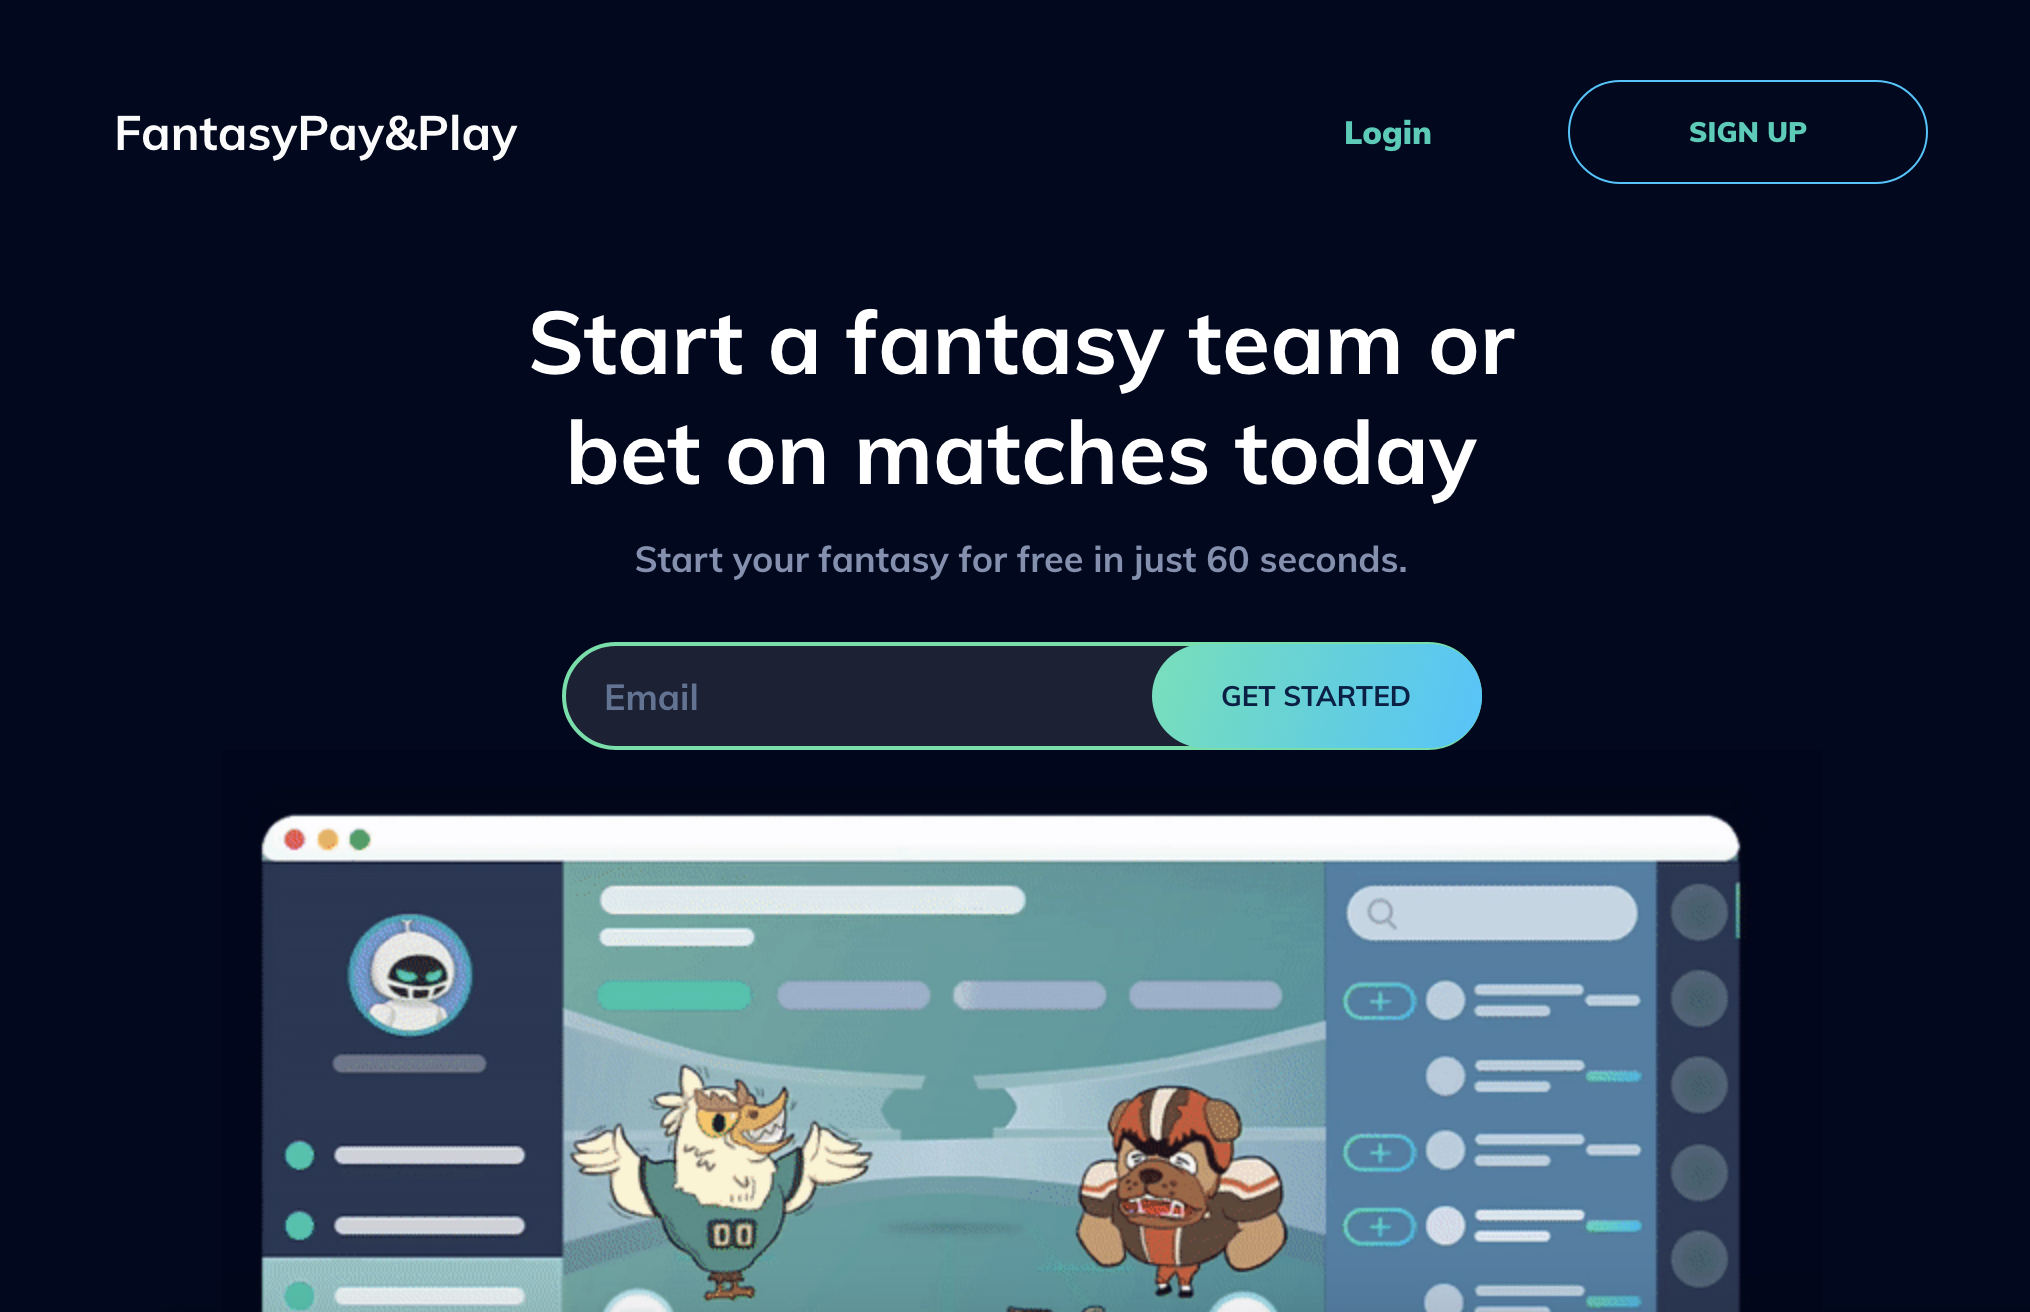 FantasyPay&Play
Login
SIGN UP
Start a fantasy team or
bet on matches today
Start your fantasy for free in just 60 seconds.
Email
GET STARTED
00